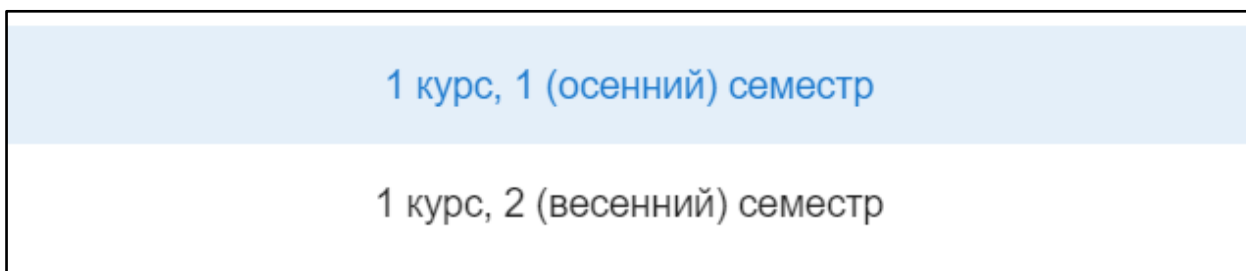 1 курс, 1 (осенний) семестр
1 курс, 2 (весенний) семестр